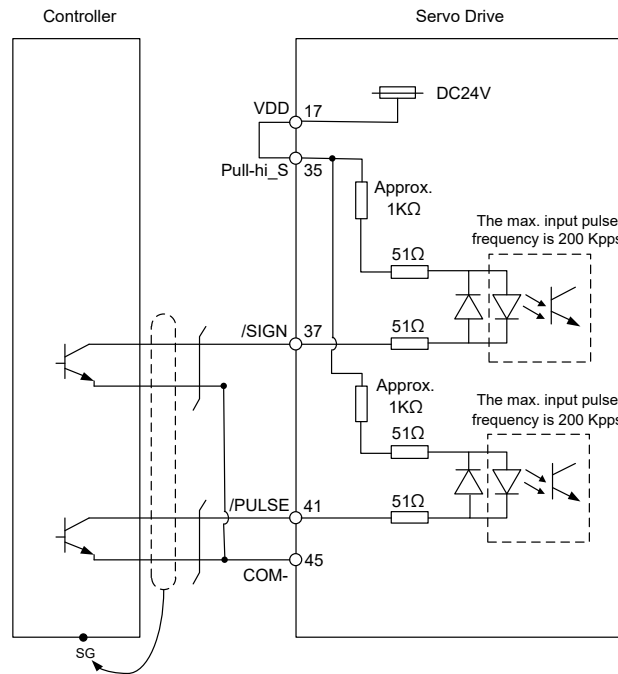 Controller
Servo Drive
DC24V
VDD 17
Pull-hi_S 35
Approx.
1KΩ
The max. input pulse
frequency is 200 Kpps
51Ω
/SIGN 37
51Ω
Approx.
1KΩ
The max. input pulse
frequency is 200 Kpps
51Ω
/PULSE 41
51Ω
COM- 45
SG